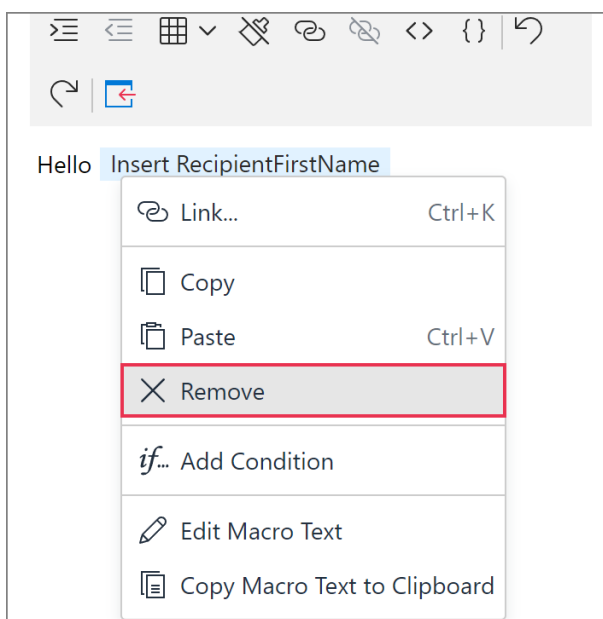 Hello Insert RecipientFirstName
Link... Ctrl+K
Copy
Paste Ctrl+V
Remove
if... Add Condition
Edit Macro Text
Copy Macro Text to Clipboard